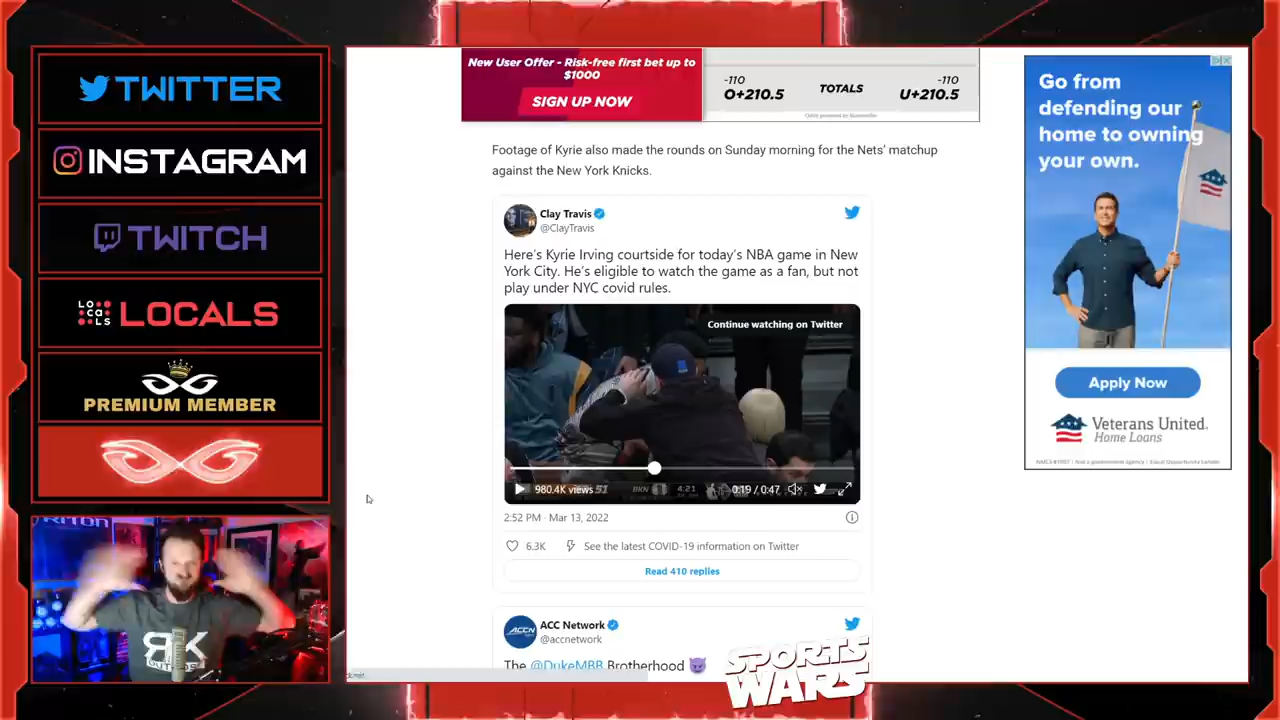 TWITTER
INSTAGRAM
TWITCH
LOCALS
LOCALS
PREMIUM MEMBER
New User Offer - Risk-free first bet up to
$1000
SIGN UP NOW
-110
O+210.5
TOTALS
-110
U+210.5
Footage of Kyrie also made the rounds on Sunday morning for the Nets' matchup
against the New York Knicks.
Clay Travis
@ClayTravis
Here's Kyrie Irving courtside for today's NBA game in New
York City. He's eligible to watch the game as a fan, but not
play under NYC covid rules.
Continue watching on Twitter
980.4K views
51
BKN
4:21
0:19 / 0:47
2:52 PM · Mar 13, 2022
6.3K
See the latest COVID-19 information on Twitter
Read 410 replies
ACCN
ACC Network
@accnetwork
The @DukeMBB Brotherhood 😈
SPORTS
WARS
Go from
defending our
home to owning
your own.
Apply Now
Veterans United.
Home Loans